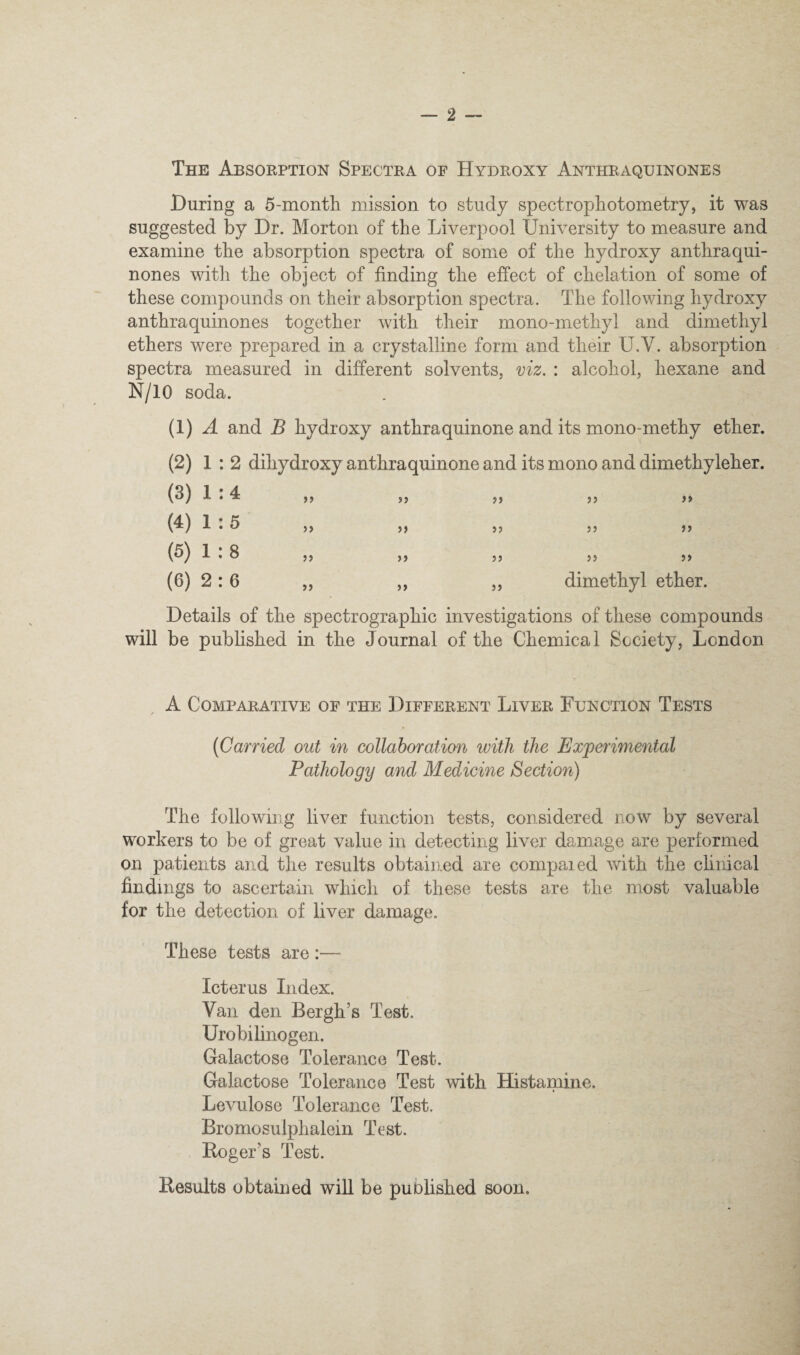 — 2 —
The Absorption Spectra of Hydroxy Anthraquinones
During a 5-month mission to study spectrophotometry, it was
suggested by Dr. Morton of the Liverpool University to measure and
examine the absorption spectra of some of the hydroxy anthraqui-
nones with the object of finding the effect of chelation of some of
these compounds on their absorption spectra. The following hydroxy
anthraquinones together with their mono-methyl and dimethyl
ethers were prepared in a crystalline form and their U.V. absorption
spectra measured in different solvents, viz. : alcohol, hexane and
N/10 soda.
(1) A and B hydroxy anthraquinone and its mono-methy ether.
(2) 1 : 2 dihydroxy anthraquinone and its mono and dimethyleher.
(3) 1 : 4 „ „ „ „ „
(4) 1 : 5 „ „ „ „ „
(5) 1 : 8 „ „ „ „ „
(6) 2 : 6 „ „ „ dimethyl ether.
Details of the spectrographic investigations of these compounds
will be published in the Journal of the Chemical Society, London
A Comparative of the Different Liver Function Tests
(Carried out in collaboration with the Experimental
Pathology and Medicine Section)
The following liver function tests, considered now by several
workers to be of great value in detecting liver damage are performed
on patients and the results obtained are compared with the clinical
findings to ascertain which of these tests are the most valuable
for the detection of liver damage.
These tests are :—
Icterus Index.
Van den Bergh's Test.
Urobilinogen.
Galactose Tolerance Test.
Galactose Tolerance Test with Histamine.
Levulose Tolerance Test.
Bromosulphalein Test.
Roger's Test.
Results obtained will be published soon.